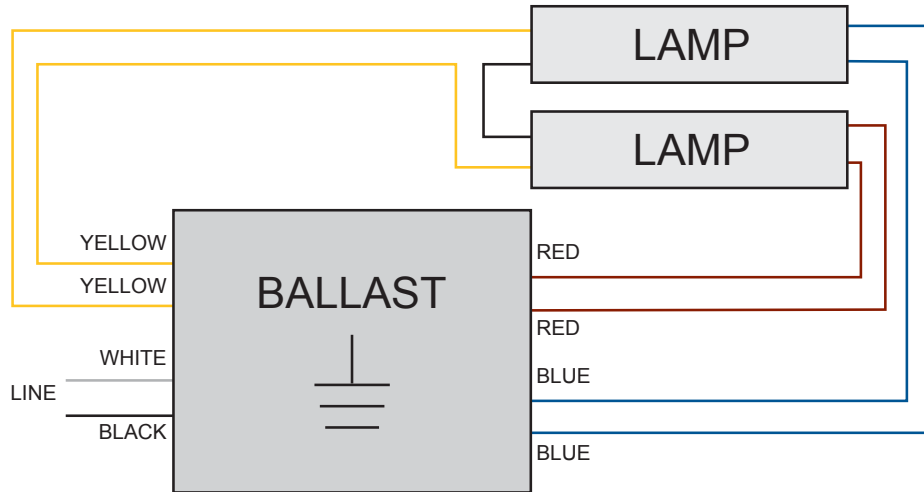 LAMP
LAMP
YELLOW
YELLOW
BALLAST
WHITE
LINE
BLACK
RED
RED
BLUE
BLUE